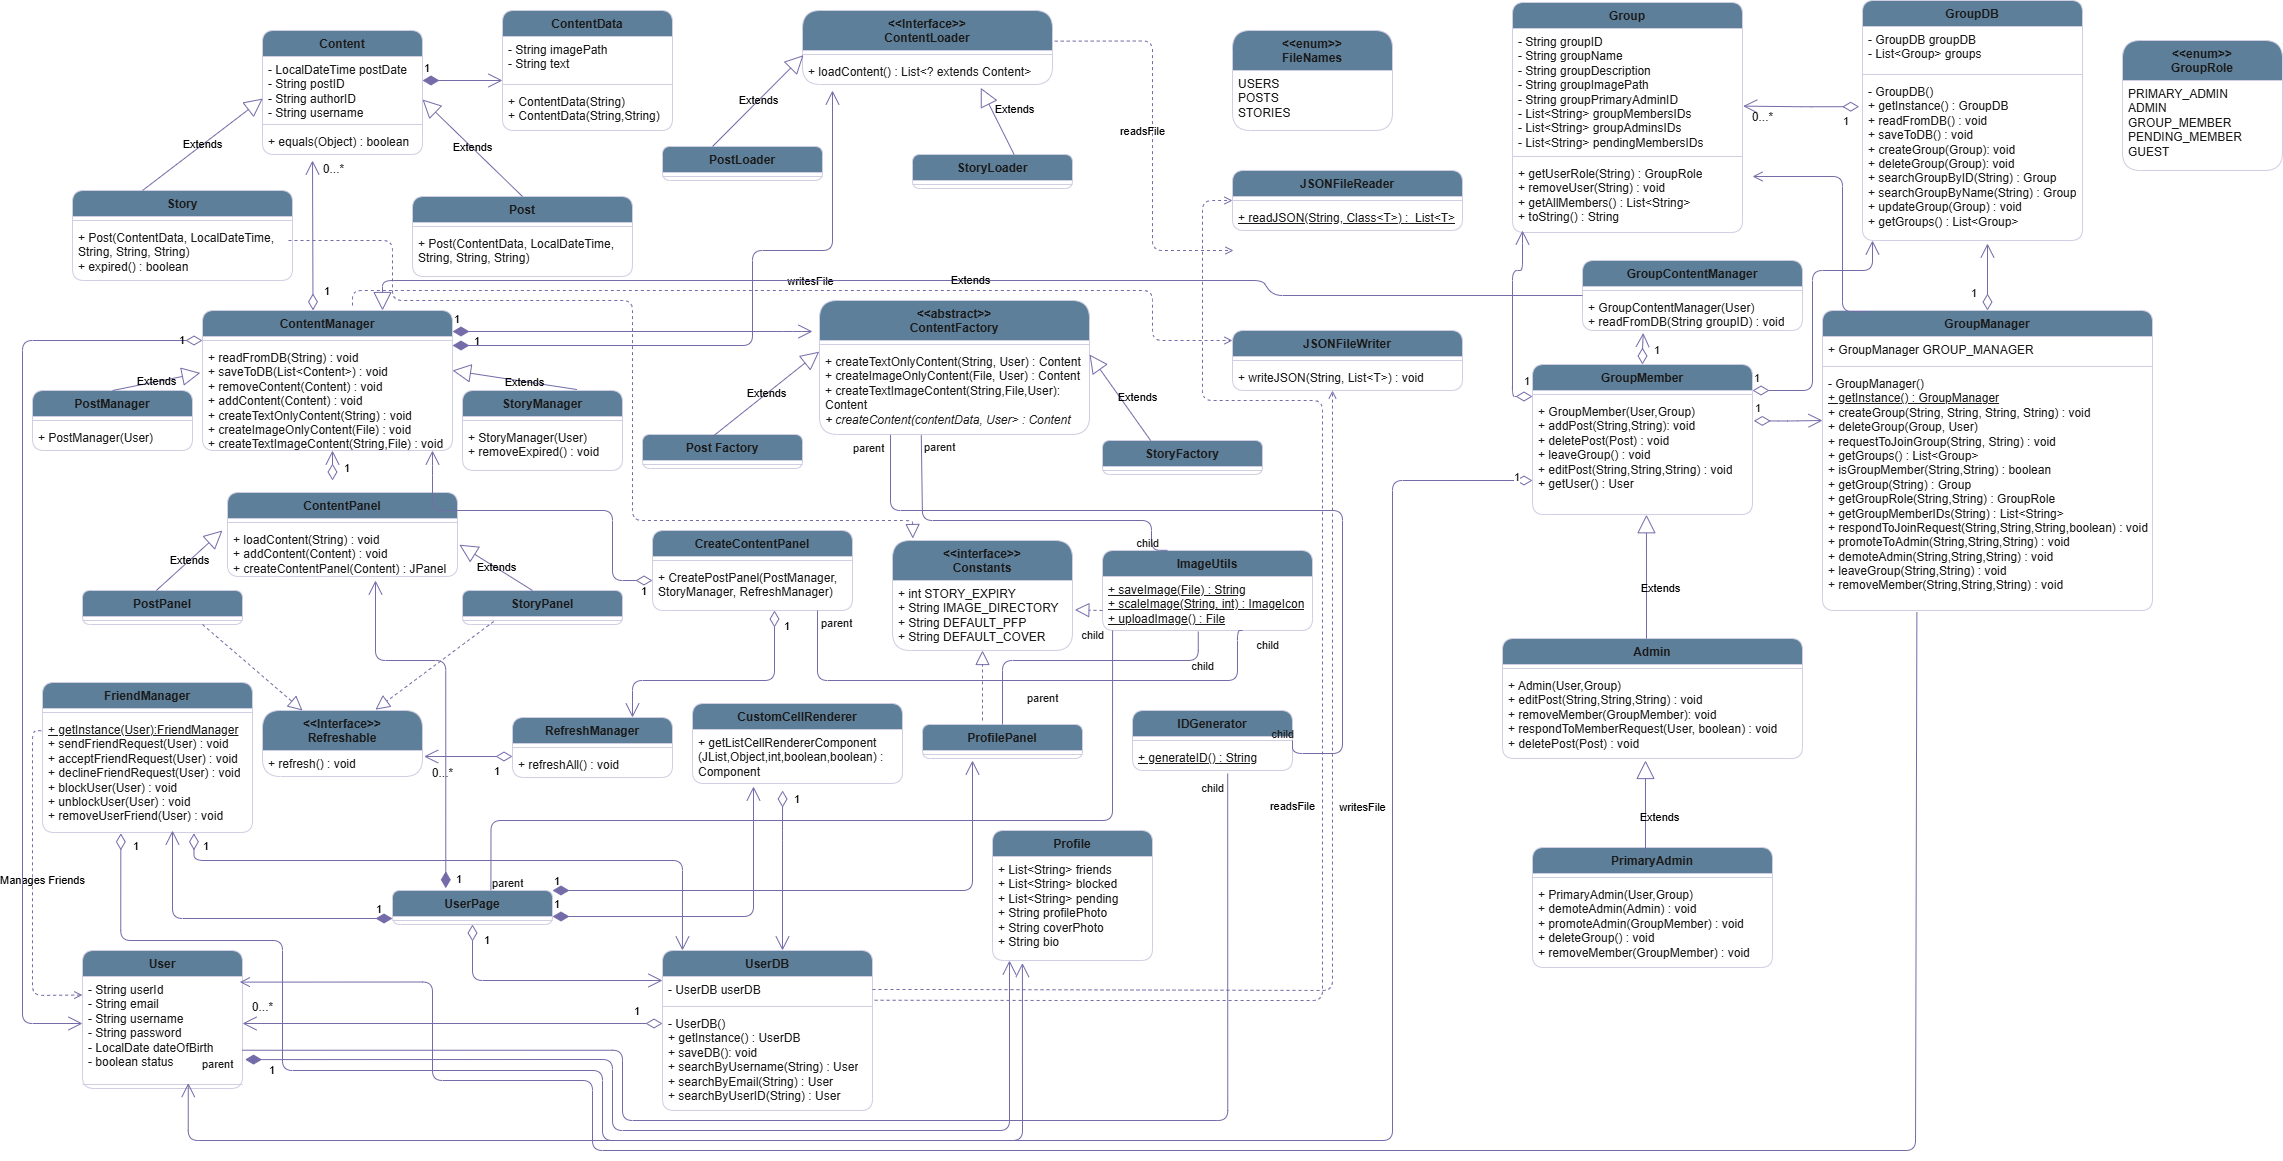 Content
- LocalDateTime postDate
- String postID
- String authorID
- String username
+ equals(Object) : boolean
1
ContentData
- String imagePath
- String text
+ ContentData(String)
+ ContentData(String,String)
<<Interface>>
ContentLoader
+ loadContent() : List<? extends Content>
Extends
Extends
readsFile
PostLoader
StoryLoader
<<enum>>
FileNames
USERS
POSTS
STORIES
JSONFileReader
+ readJSON(String, Class<T>) :  List<T>
Group
- String groupID
- String groupName
- String groupDescription
- String groupImagePath
- String groupPrimaryAdminID
- List<String> groupMembersIDs
- List<String> groupAdminsIDs
- List<String> pendingMembersIDs
+ getUserRole(String) : GroupRole
+ removeUser(String) : void
+ getAllMembers() : List<String>
+ toString() : String
0...*
1
GroupDB
- GroupDB groupDB
- List<Group> groups
- GroupDB()
+ getInstance() : GroupDB
+ readFromDB() : void
+ saveToDB() : void
+ createGroup(Group): void
+ deleteGroup(Group): void
+ searchGroupByID(String) : Group
+ searchGroupByName(String) : Group
+ updateGroup(Group) : void
+ getGroups() : List<Group>
<<enum>>
GroupRole
PRIMARY_ADMIN
ADMIN
GROUP_MEMBER
PENDING_MEMBER
GUEST
Extends
Extends
0...*
Story
+ Post(ContentData, LocalDateTime,
String, String, String)
+ expired() : boolean
Post
+ Post(ContentData, LocalDateTime,
String, String, String)
1
writesFile
Extends
GroupContentManager
+ GroupContentManager(User)
+ readFromDB(String groupID) : void
1
1
ContentManager
+ readFromDB(String) : void
+ saveToDB(List<Content>) : void
+ removeContent(Content) : void
+ addContent(Content) : void
+ createTextOnlyContent(String) : void
+ createImageOnlyContent(File) : void
+ createTextImageContent(String,File) : void
1
1
1
Extends
Extends
PostManager
+ PostManager(User)
StoryManager
+ StoryManager(User)
+ removeExpired() : void
1
<<abstract>>
ContentFactory
+ createTextOnlyContent(String, User) : Content
+ createImageOnlyContent(File, User) : Content
+ createTextImageContent(String,File,User):
Content
+ createContent(contentData, User> : Content
Extends
Extends
parent
parent
Post Factory
StoryFactory
JSONFileWriter
+ writeJSON(String, List<T>) : void
1
1
1
1
GroupMember
+ GroupMember(User,Group)
+ addPost(String,String): void
+ deletePost(Post) : void
+ leaveGroup() : void
+ editPost(String,String,String) : void
+ getUser() : User
GroupManager
+ GroupManager GROUP_MANAGER
- GroupManager()
+ getInstance() : GroupManager
+ createGroup(String, String, String, String) : void
+ deleteGroup(Group, User)
+ requestToJoinGroup(String, String) : void
+ getGroups() : List<Group>
+ isGroupMember(String,String) : boolean
+ getGroup(String) : Group
+ getGroupRole(String,String) : GroupRole
+ getGroupMemberIDs(String) : List<String>
+ respondToJoinRequest(String,String,String,boolean) : void
+ promoteToAdmin(String,String,String) : void
+ demoteAdmin(String,String,String) : void
+ leaveGroup(String,String) : void
+ removeMember(String,String,String) : void
ContentPanel
+ loadContent(String) : void
+ addContent(Content) : void
+ createContentPanel(Content) : JPanel
Extends
Extends
PostPanel
StoryPanel
CreateContentPanel
+ CreatePostPanel(PostManager,
StoryManager, RefreshManager)
1
1
parent
<<interface>>
Constants
+ int STORY_EXPIRY
+ String IMAGE_DIRECTORY
+ String DEFAULT_PFP
+ String DEFAULT_COVER
child
ImageUtils
+ saveImage(File) : String
+ scaleImage(String, int) : ImageIcon
+ uploadImage() : File
child
child
child
parent
Extends
Admin
+ Admin(User,Group)
+ editPost(String,String,String) : void
+ removeMember(GroupMember): void
+ respondToMemberRequest(User, boolean) : void
+ deletePost(Post) : void
Extends
PrimaryAdmin
+ PrimaryAdmin(User,Group)
+ demoteAdmin(Admin) : void
+ promoteAdmin(GroupMember) : void
+ deleteGroup() : void
+ removeMember(GroupMember) : void
FriendManager
+ getInstance(User):FriendManager
+ sendFriendRequest(User) : void
+ acceptFriendRequest(User) : void
+ declineFriendRequest(User) : void
+ blockUser(User) : void
+ unblockUser(User) : void
+ removeUserFriend(User) : void
1
1
<<Interface>>
Refreshable
+ refresh() : void
0...*
1
RefreshManager
+ refreshAll() : void
CustomCellRenderer
+ getListCellRendererComponent
(JList,Object,int,boolean,boolean) :
Component
1
ProfilePanel
IDGenerator
+ generateID() : String
child
child
readsFile
writesFile
Profile
+ List<String> friends
+ List<String> blocked
+ List<String> pending
+ String profilePhoto
+ String coverPhoto
+ String bio
Manages Friends
1
1
parent
1
1
UserPage
1
User
- String userId
- String email
- String username
- String password
- LocalDate dateOfBirth
- boolean status
parent
0...*
1
1
UserDB
- UserDB userDB
- UserDB()
+ getInstance() : UserDB
+ saveDB(): void
+ searchByUsername(String) : User
+ searchByEmail(String) : User
+ searchByUserID(String) : User